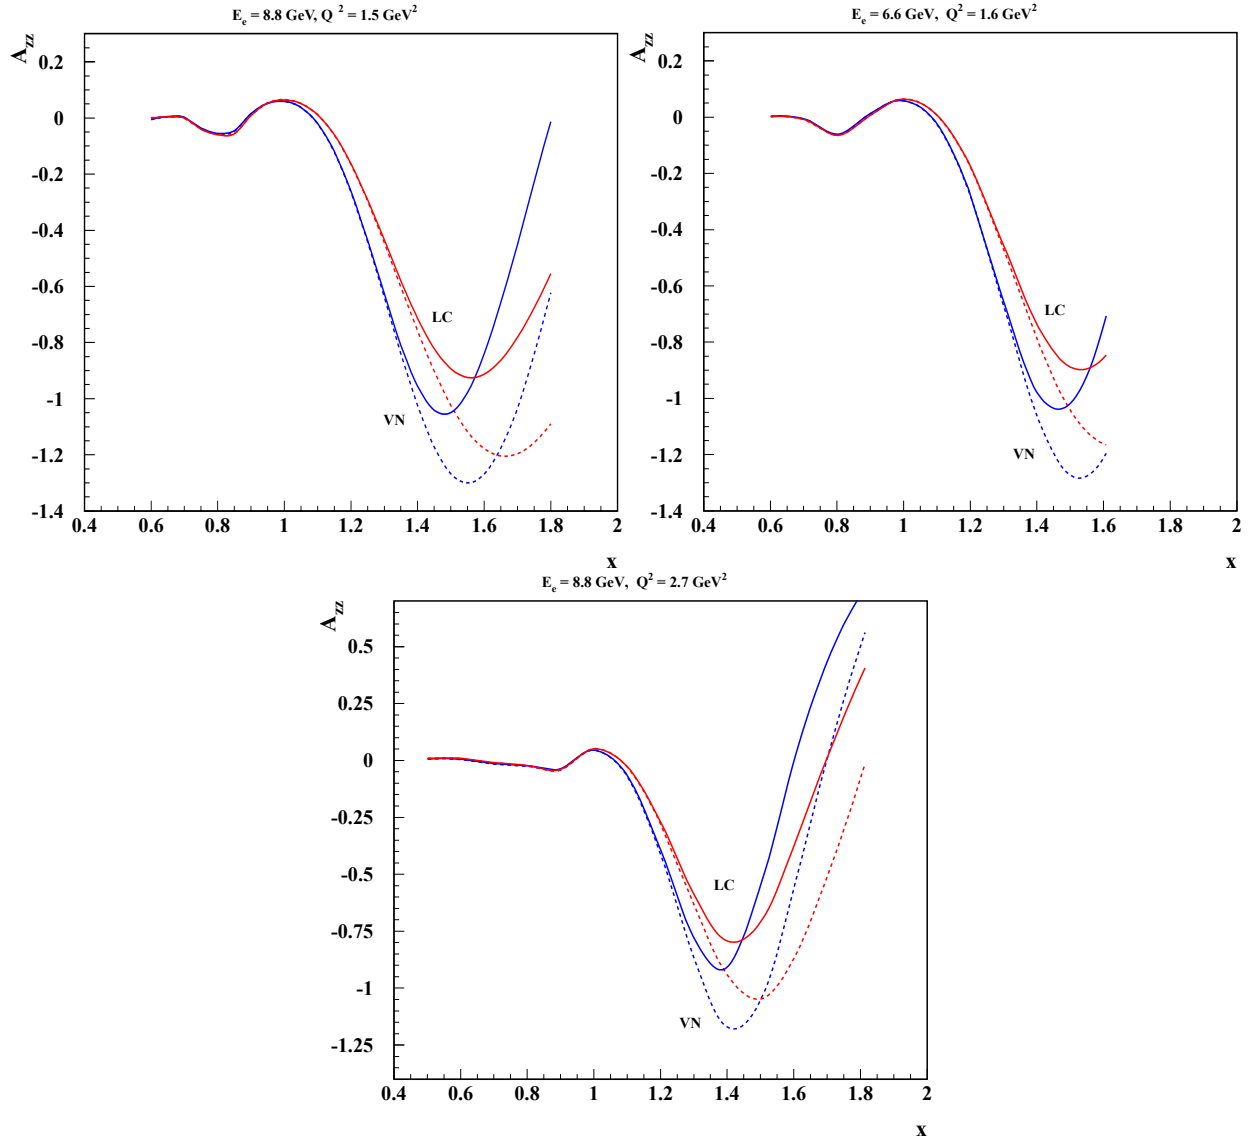 E_e = 8.8 GeV, Q^2 = 1.5 GeV^2
A_zz
0.2
0
-0.2
-0.4
-0.6
-0.8
-1
-1.2
-1.4
LC
VN
0.4 0.6 0.8 1 1.2 1.4 1.6 1.8 2
x
E_e = 6.6 GeV, Q^2 = 1.6 GeV^2
A_zz
0.2
0
-0.2
-0.4
-0.6
-0.8
-1
-1.2
-1.4
LC
VN
0.4 0.6 0.8 1 1.2 1.4 1.6 1.8 2
x
E_e = 8.8 GeV, Q^2 = 2.7 GeV^2
A_zz
0.5
0.25
0
-0.25
-0.5
-0.75
-1
-1.25
LC
VN
0.4 0.6 0.8 1 1.2 1.4 1.6 1.8 2
x